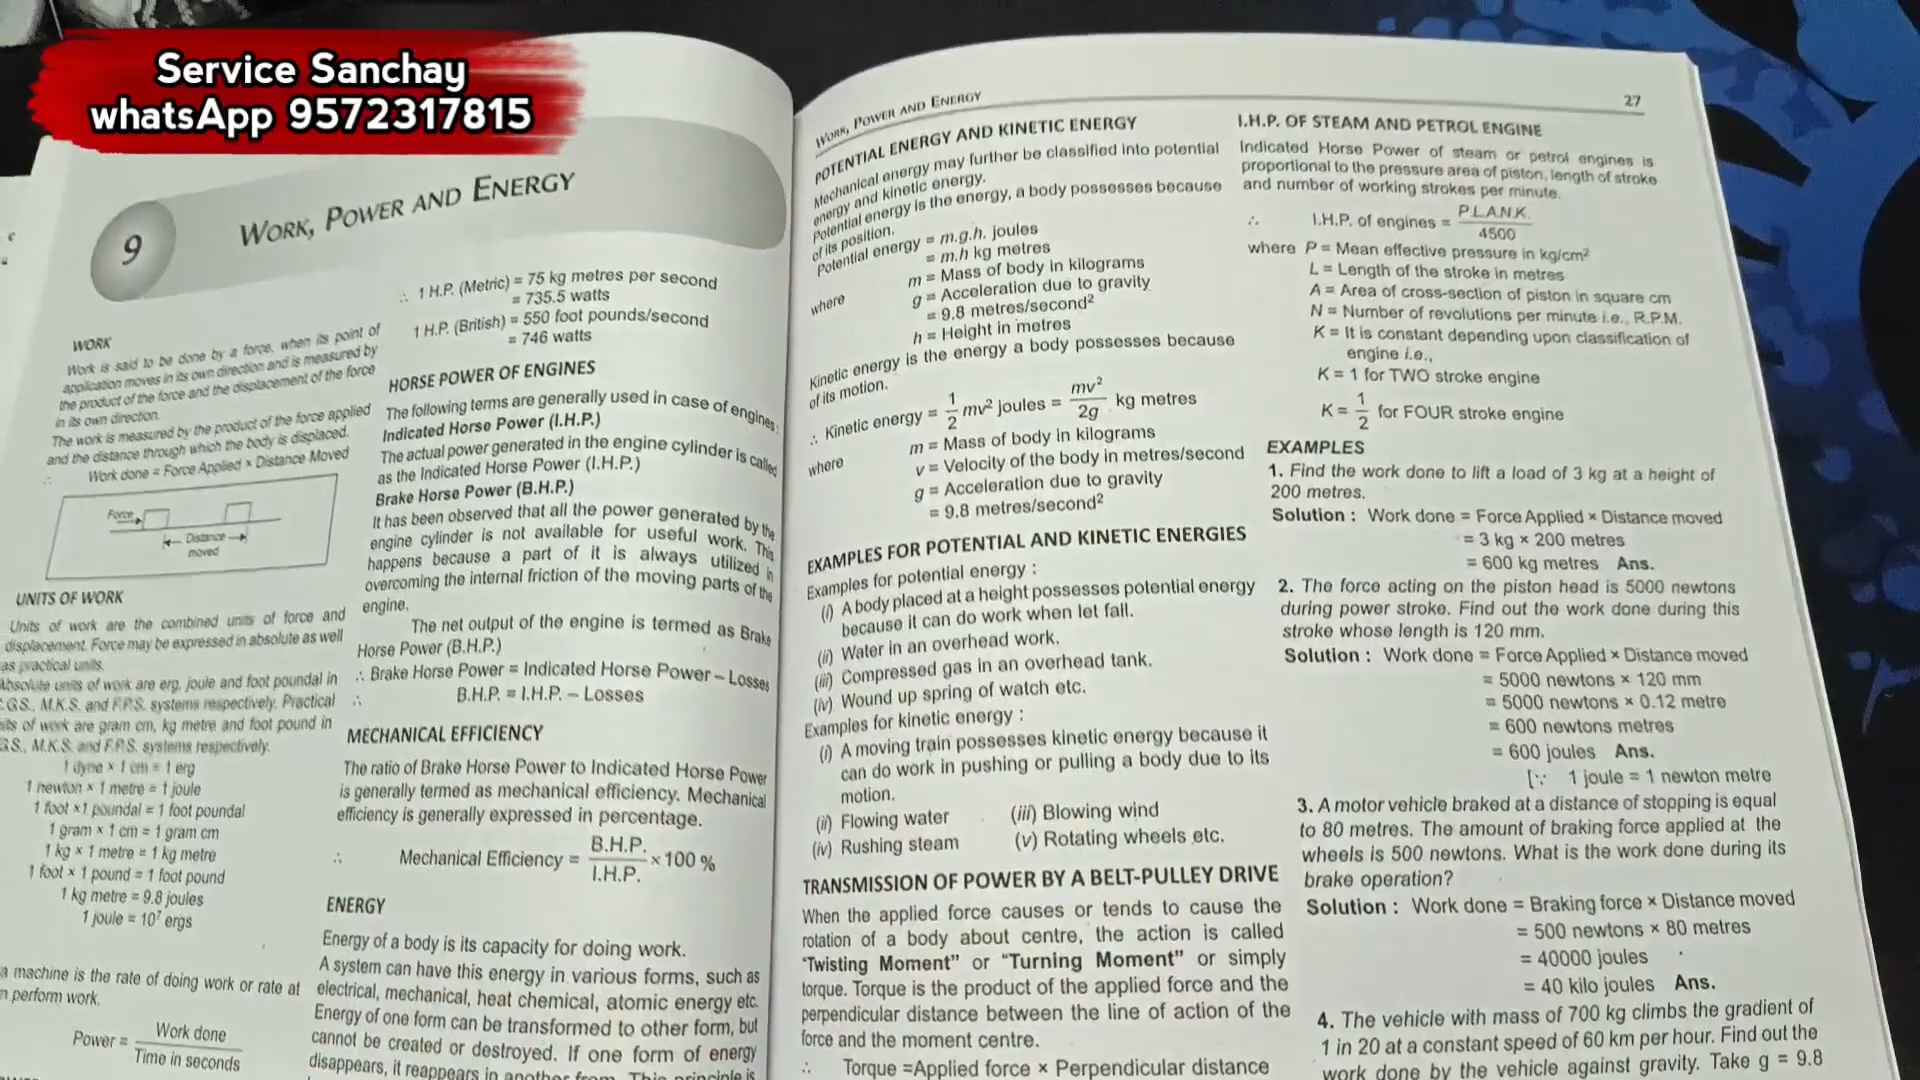 Service Sanchay
whatsApp 9572317815
9
WORK, POWER AND ENERGY
WORK
Work is said to be done by a force, when its point of
application moves in its own direction and is measured by
the product of the force and the displacement of the force
in its own direction.
The work is measured by the product of the force applied
and the distance through which the body is displaced.
∴ Work done = Force Applied × Distance Moved
Force
Distance
moved
UNITS OF WORK
Units of work are the combined units of force and
displacement. Force may be expressed in absolute as well
as practical units.
Absolute units of work are erg, joule and foot poundal in
C.G.S., M.K.S. and F.P.S. systems respectively. Practical
of work are gram cm, kg metre and foot pound in
M.K.S. and F.P.S. systems respectively.
1 dyne × 1 cm = 1 erg
1 newton × 1 metre = 1 joule
1 foot ×1 poundal = 1 foot poundal
1 gram × 1 cm = 1 gram cm
1 kg × 1 metre = 1 kg metre
1 foot × 1 pound = 1 foot pound
1 kg metre = 9.8 joules
1 joule = 10⁷ ergs
a machine is the rate of doing work or rate at
perform work.
Power = Work done / Time in seconds
∴ 1 H.P. (Metric) = 75 kg metres per second
= 735.5 watts
1 H.P. (British) = 550 foot pounds/second
= 746 watts
HORSE POWER OF ENGINES
The following terms are generally used in case of engines:
Indicated Horse Power (I.H.P.)
The actual power generated in the engine cylinder is called
as the Indicated Horse Power (I.H.P.)
Brake Horse Power (B.H.P.)
It has been observed that all the power generated by the
engine cylinder is not available for useful work. This
happens because a part of it is always utilized in
overcoming the internal friction of the moving parts of the
engine.
The net output of the engine is termed as Brake
Horse Power (B.H.P.)
∴ Brake Horse Power = Indicated Horse Power – Losses
∴ B.H.P. = I.H.P. – Losses
MECHANICAL EFFICIENCY
The ratio of Brake Horse Power to Indicated Horse Power
is generally termed as mechanical efficiency. Mechanical
efficiency is generally expressed in percentage.
∴ Mechanical Efficiency = B.H.P. / I.H.P. × 100 %
ENERGY
Energy of a body is its capacity for doing work.
A system can have this energy in various forms, such as
electrical, mechanical, heat chemical, atomic energy etc.
Energy of one form can be transformed to other form, but
cannot be created or destroyed. If one form of energy
disappears, it reappears in another from. This principle is
WORK, POWER AND ENERGY
27
POTENTIAL ENERGY AND KINETIC ENERGY
Mechanical energy may further be classified into potential
energy and kinetic energy.
Potential energy is the energy, a body possesses because
of its position.
Potential energy = m.g.h. joules
= m.h kg metres
where m = Mass of body in kilograms
g = Acceleration due to gravity
= 9.8 metres/second²
h = Height in metres
Kinetic energy is the energy a body possesses because
of its motion.
∴ Kinetic energy = 1/2 mv² joules = mv²/2g kg metres
where m = Mass of body in kilograms
v = Velocity of the body in metres/second
g = Acceleration due to gravity
= 9.8 metres/second²
EXAMPLES FOR POTENTIAL AND KINETIC ENERGIES
Examples for potential energy :
(i) A body placed at a height possesses potential energy
because it can do work when let fall.
(ii) Water in an overhead work.
(iii) Compressed gas in an overhead tank.
(iv) Wound up spring of watch etc.
Examples for kinetic energy :
(i) A moving train possesses kinetic energy because it
can do work in pushing or pulling a body due to its
motion.
(ii) Flowing water (iii) Blowing wind
(iv) Rushing steam (v) Rotating wheels etc.
TRANSMISSION OF POWER BY A BELT-PULLEY DRIVE
When the applied force causes or tends to cause the
rotation of a body about centre, the action is called
"Twisting Moment" or "Turning Moment" or simply
torque. Torque is the product of the applied force and the
perpendicular distance between the line of action of the
force and the moment centre.
∴ Torque =Applied force × Perpendicular distance
I.H.P. OF STEAM AND PETROL ENGINE
Indicated Horse Power of steam or petrol engines is
proportional to the pressure area of piston, length of stroke
and number of working strokes per minute.
∴ I.H.P. of engines = P.L.A.N.K. / 4500
where P = Mean effective pressure in kg/cm²
L = Length of the stroke in metres
A = Area of cross-section of piston in square cm
N = Number of revolutions per minute i.e., R.P.M.
K = It is constant depending upon classification of
engine i.e.,
K = 1 for TWO stroke engine
K = 1/2 for FOUR stroke engine
EXAMPLES
1. Find the work done to lift a load of 3 kg at a height of
200 metres.
Solution : Work done = Force Applied × Distance moved
= 3 kg × 200 metres
= 600 kg metres Ans.
2. The force acting on the piston head is 5000 newtons
during power stroke. Find out the work done during this
stroke whose length is 120 mm.
Solution : Work done = Force Applied × Distance moved
= 5000 newtons × 120 mm
= 5000 newtons × 0.12 metre
= 600 newtons metres
= 600 joules Ans.
[∵ 1 joule = 1 newton metre
3. A motor vehicle braked at a distance of stopping is equal
to 80 metres. The amount of braking force applied at the
wheels is 500 newtons. What is the work done during its
brake operation?
Solution : Work done = Braking force × Distance moved
= 500 newtons × 80 metres
= 40000 joules
= 40 kilo joules Ans.
4. The vehicle with mass of 700 kg climbs the gradient of
1 in 20 at a constant speed of 60 km per hour. Find out the
work done by the vehicle against gravity. Take g = 9.8